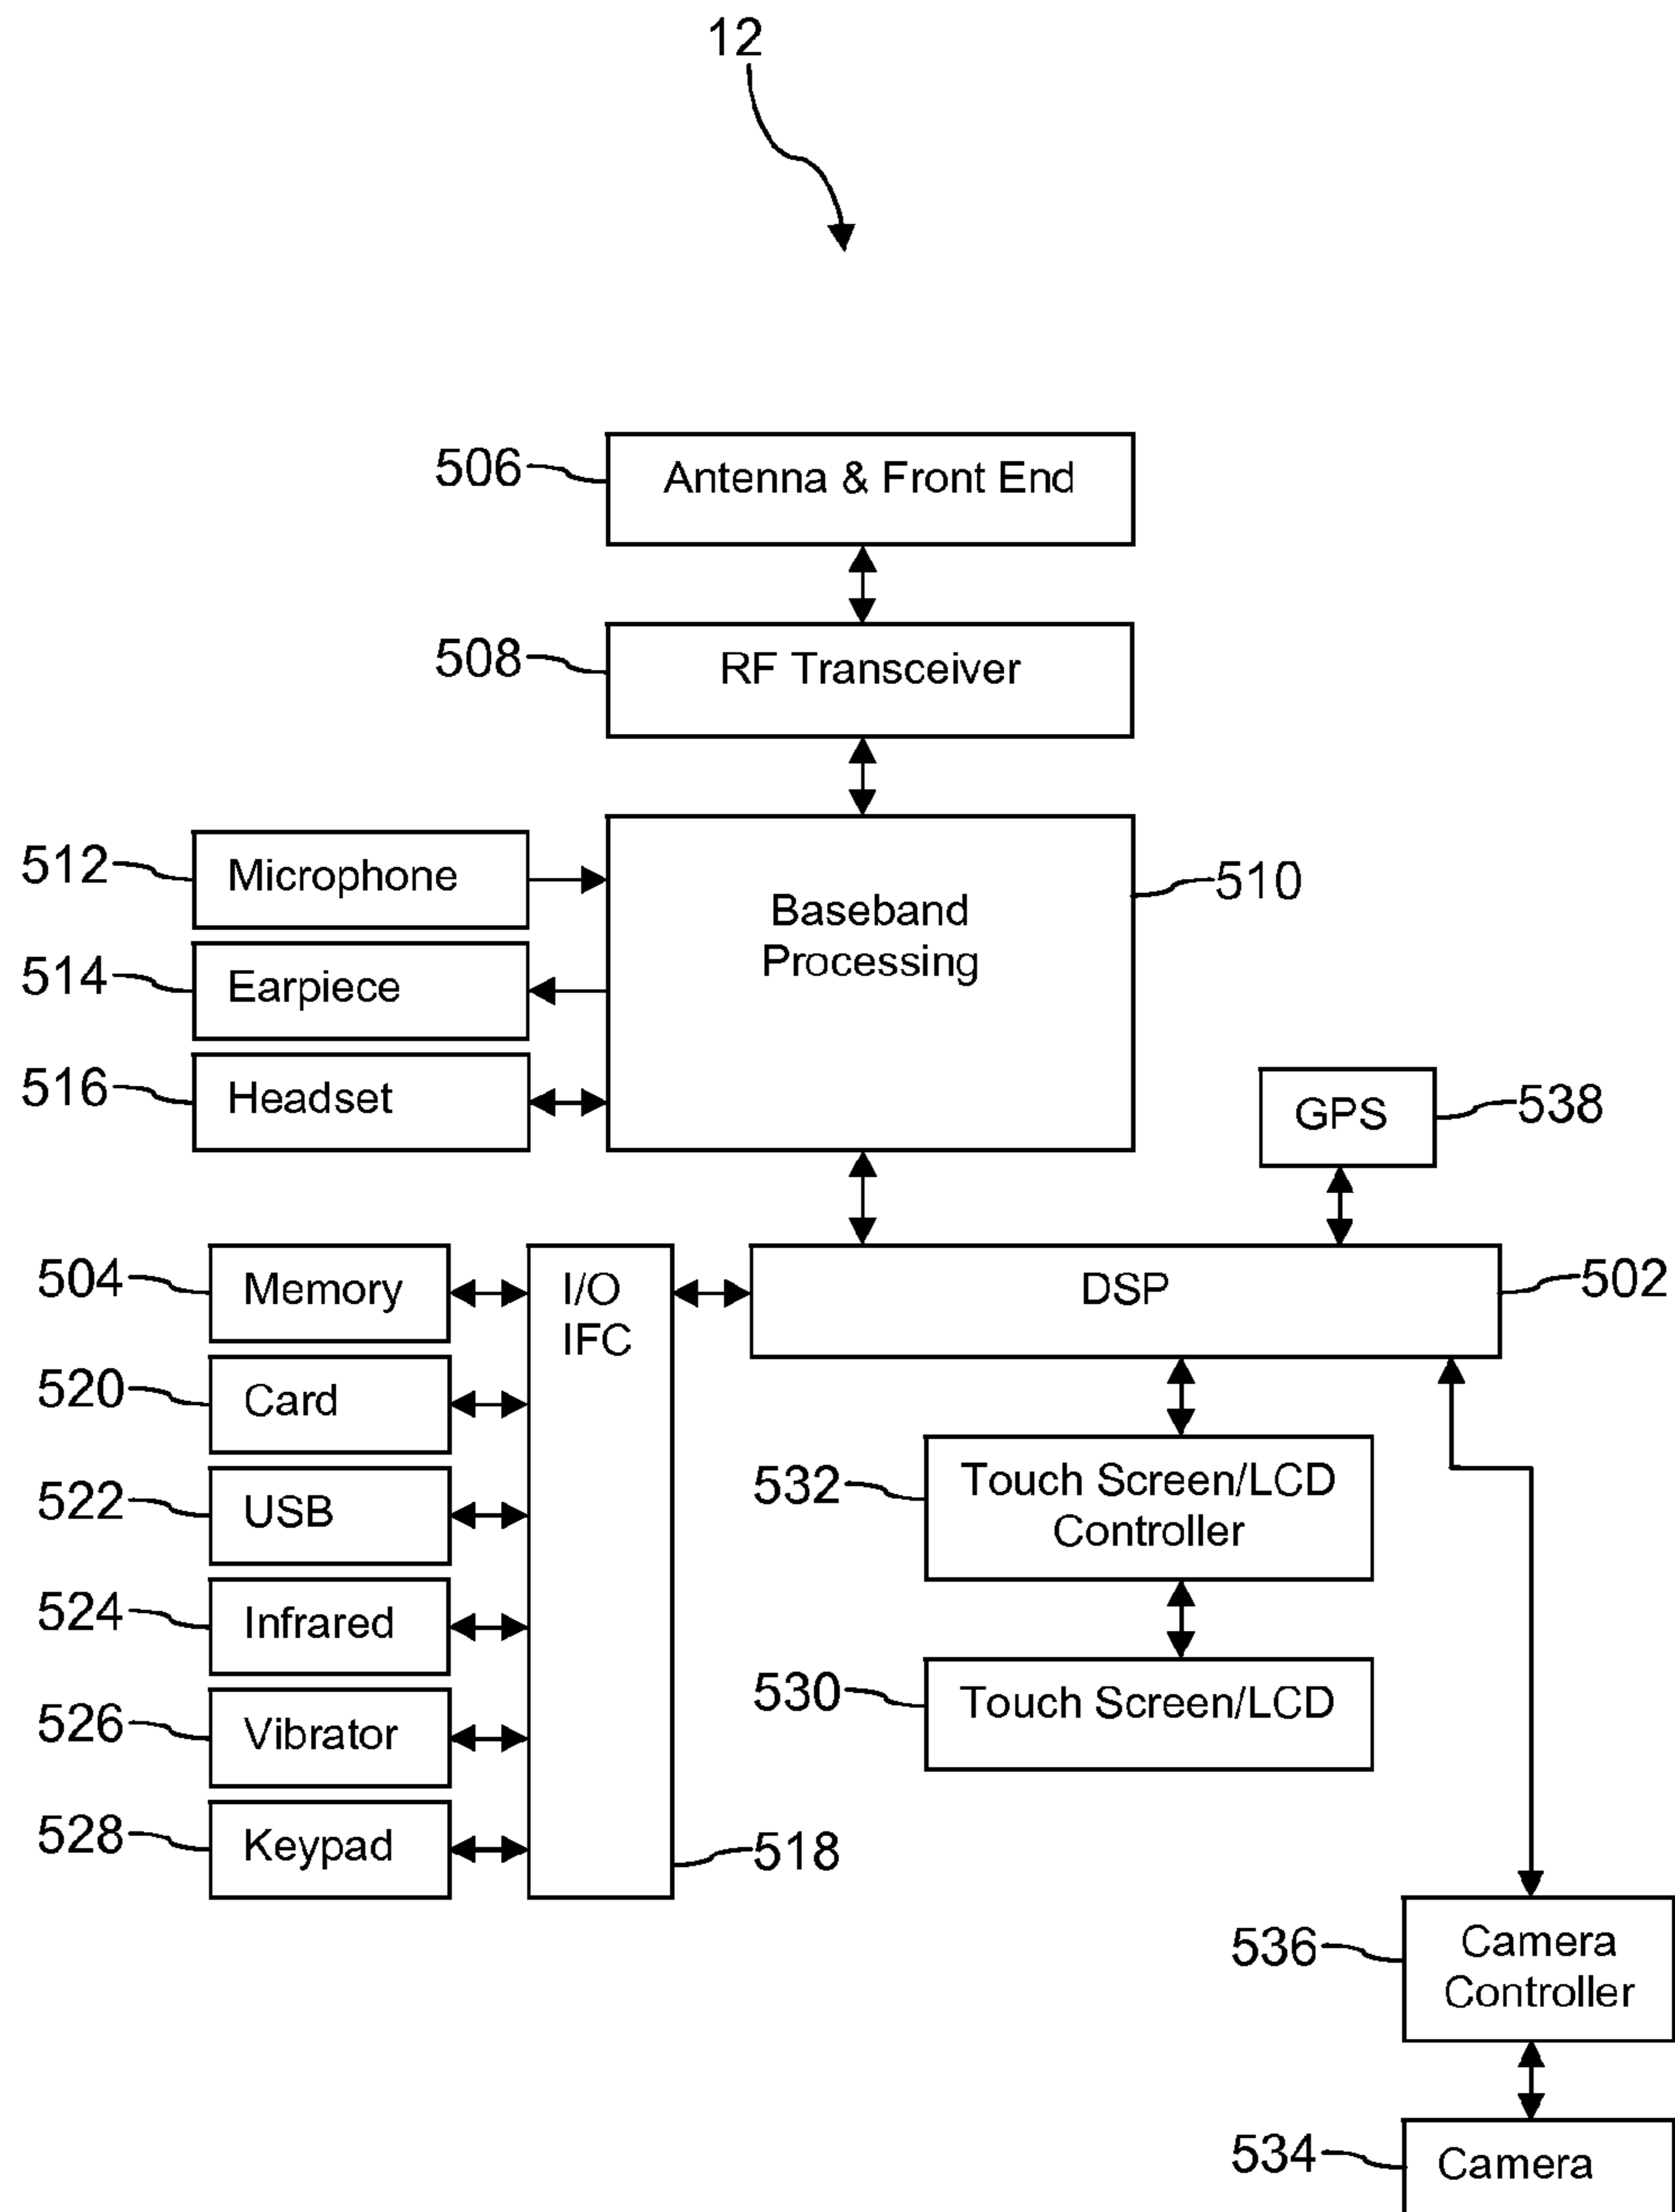 12
506
Antenna & Front End
508
RF Transceiver
512
Microphone
Baseband
Processing
510
514
Earpiece
516
Headset
GPS
538
504
Memory
I/O
IFC
DSP
502
520
Card
522
USB
532
Touch Screen/LCD
Controller
524
Infrared
530
Touch Screen/LCD
526
Vibrator
528
Keypad
518
536
Camera
Controller
534
Camera